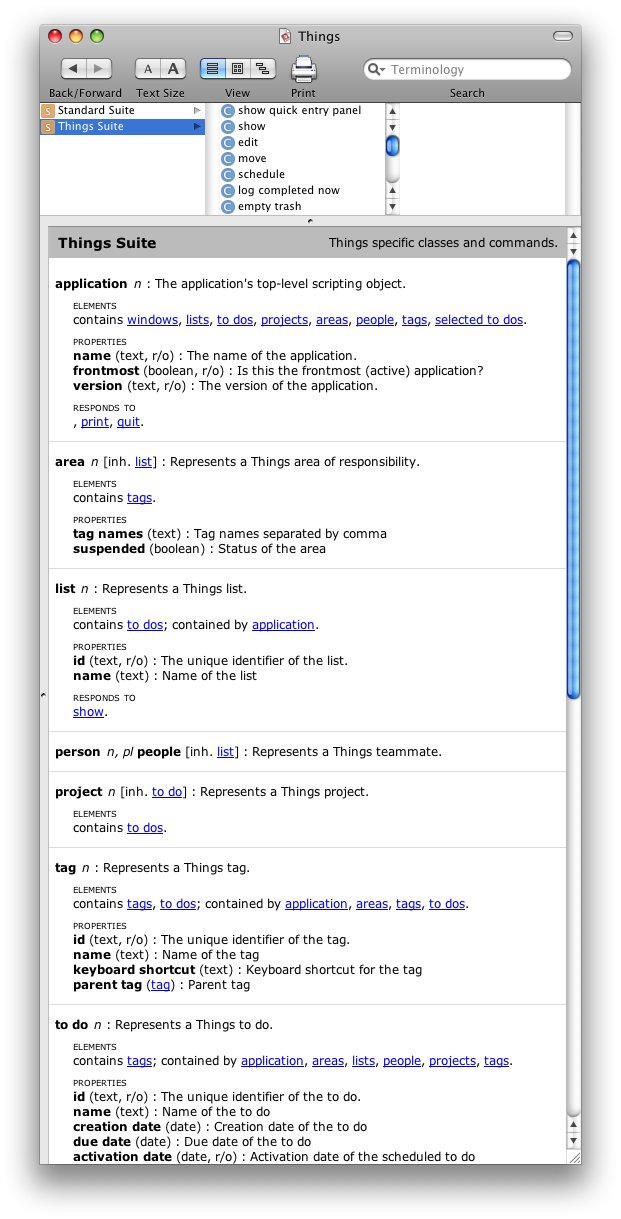 Things
Back/Forward Text Size View Print Search
A A Terminology
S Standard Suite
S Things Suite
C show quick entry panel
C show
C edit
C move
C schedule
C log completed now
C empty trash
Things Suite Things specific classes and commands.
application n : The application's top-level scripting object.
ELEMENTS
contains windows, lists, to dos, projects, areas, people, tags, selected to dos.
PROPERTIES
name (text, r/o) : The name of the application.
frontmost (boolean, r/o) : Is this the frontmost (active) application?
version (text, r/o) : The version of the application.
RESPONDS TO
, print, quit.
area n [inh. list] : Represents a Things area of responsibility.
ELEMENTS
contains tags.
PROPERTIES
tag names (text) : Tag names separated by comma
suspended (boolean) : Status of the area
list n : Represents a Things list.
ELEMENTS
contains to dos; contained by application.
PROPERTIES
id (text, r/o) : The unique identifier of the list.
name (text) : Name of the list
RESPONDS TO
show.
person n, pl people [inh. list] : Represents a Things teammate.
project n [inh. to do] : Represents a Things project.
ELEMENTS
contains to dos.
tag n : Represents a Things tag.
ELEMENTS
contains tags, to dos; contained by application, areas, tags, to dos.
PROPERTIES
id (text, r/o) : The unique identifier of the tag.
name (text) : Name of the tag
keyboard shortcut (text) : Keyboard shortcut for the tag
parent tag (tag) : Parent tag
to do n : Represents a Things to do.
ELEMENTS
contains tags; contained by application, areas, lists, people, projects, tags.
PROPERTIES
id (text, r/o) : The unique identifier of the to do.
name (text) : Name of the to do
creation date (date) : Creation date of the to do
due date (date) : Due date of the to do
activation date (date, r/o) : Activation date of the scheduled to do